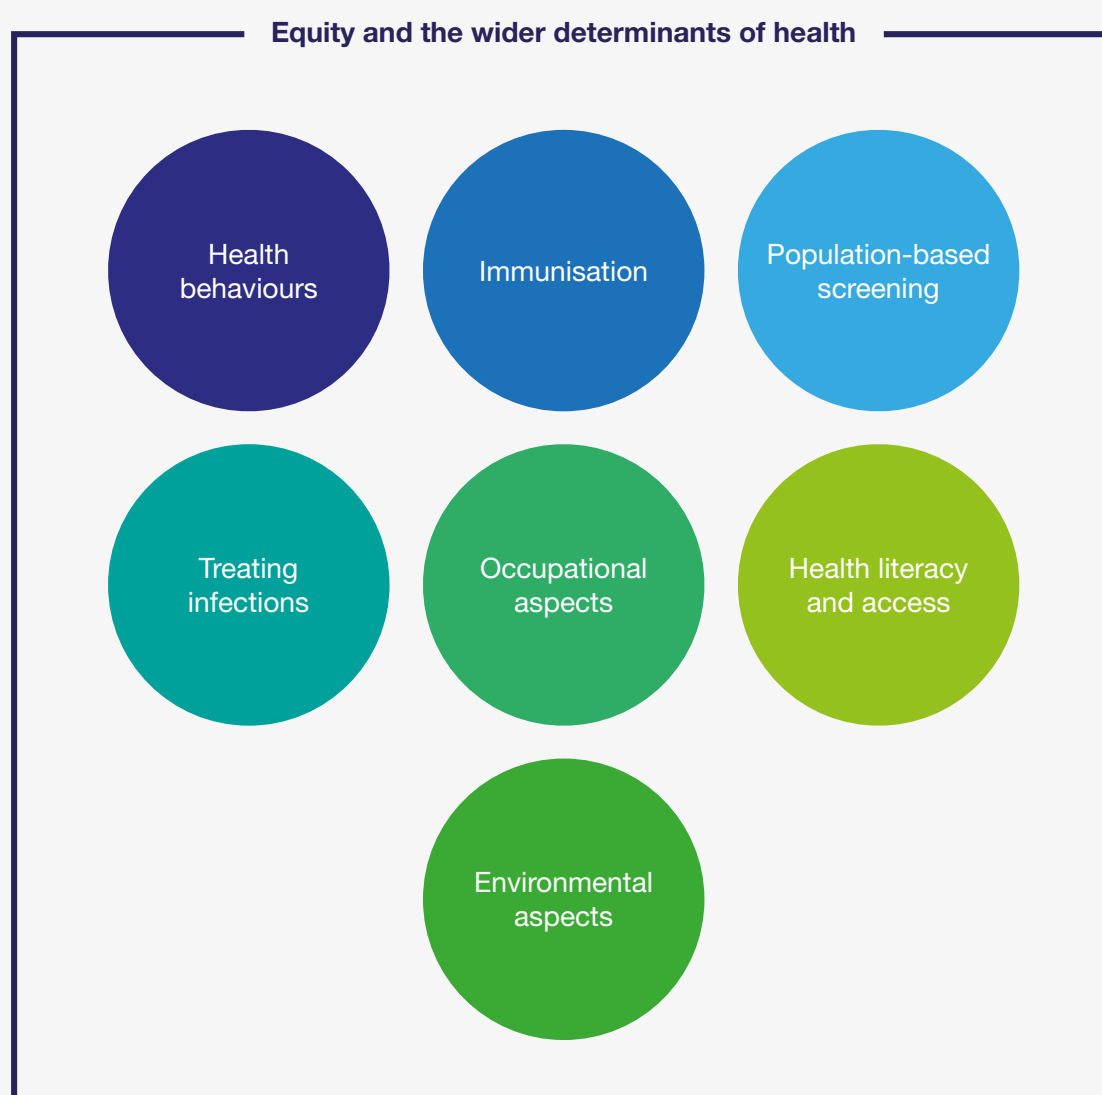 Equity and the wider determinants of health
Health
behaviours
Immunisation
Population-based
screening
Treating
infections
Occupational
aspects
Health literacy
and access
Environmental
aspects